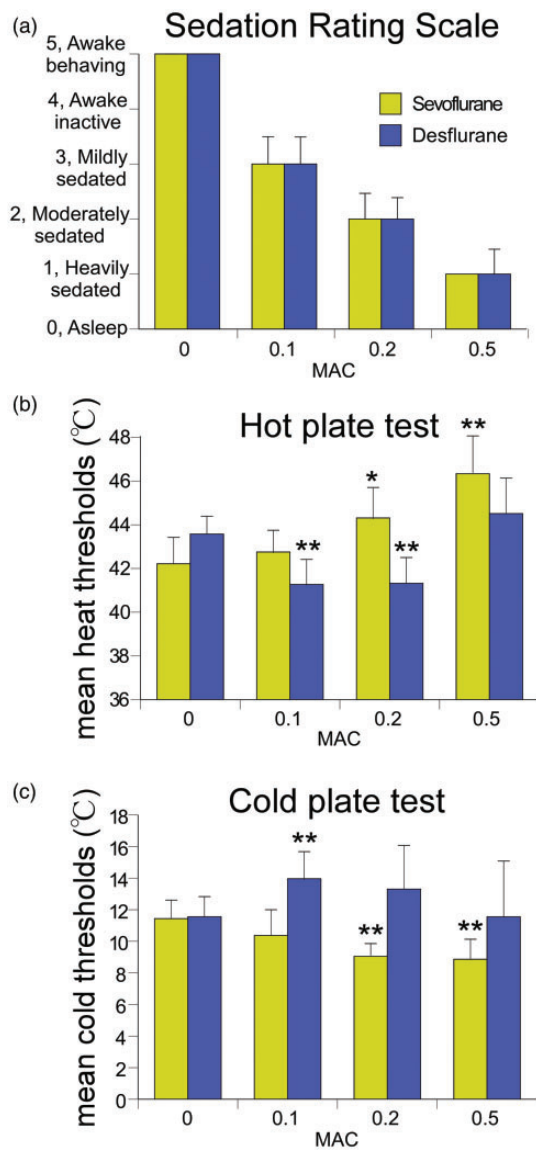 (a)
Sedation Rating Scale
5, Awake
behaving
4, Awake
inactive
3, Mildly
sedated
2, Moderately
sedated
1, Heavily
sedated
0, Asleep
Sevoflurane
Desflurane
0 0.1 0.2 0.5
MAC
(b)
Hot plate test
mean heat thresholds (℃)
48
46
44
42
40
38
36
** ** * **
0 0.1 0.2 0.5
MAC
(c)
Cold plate test
mean cold thresholds (℃)
18
16
14
12
10
8
6
4
2
0
** ** **
0 0.1 0.2 0.5
MAC